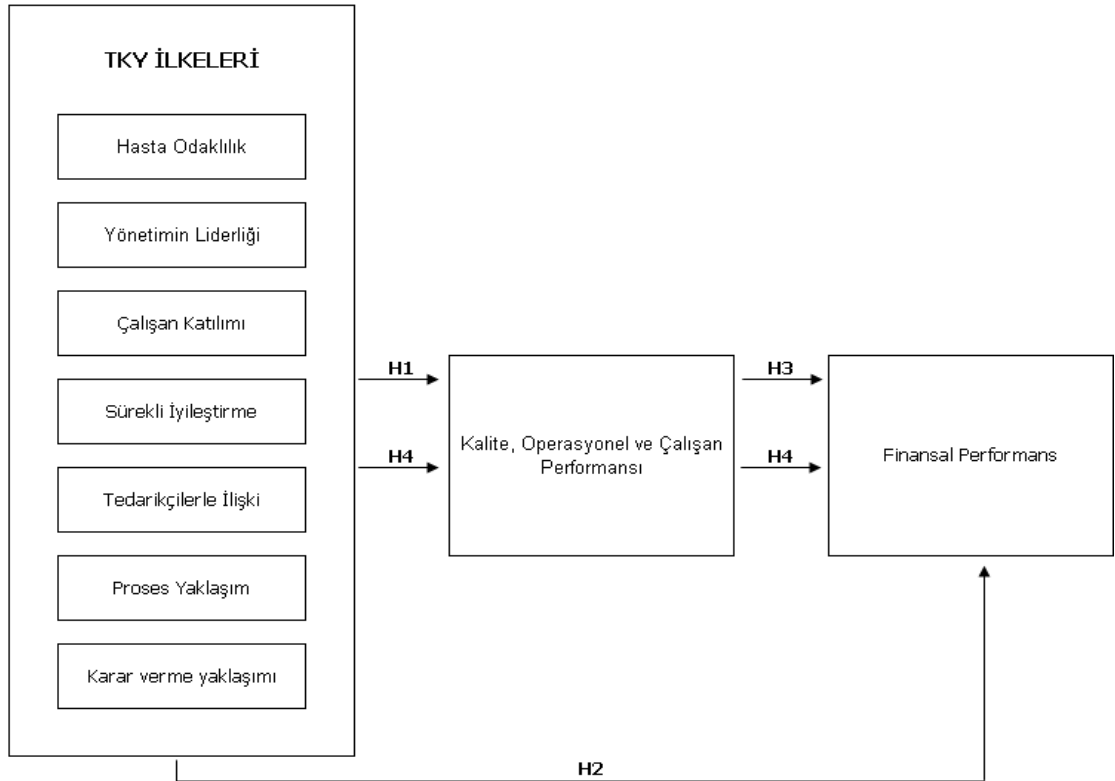 TKY İLKELERİ
Hasta Odaklılık
Yönetimin Liderliği
Çalışan Katılımı
Sürekli İyileştirme
Tedarikçilerle İlişki
Proses Yaklaşım
Karar verme yaklaşımı
H1
H4
Kalite, Operasyonel ve Çalışan
Performansı
H3
H4
Finansal Performans
H2